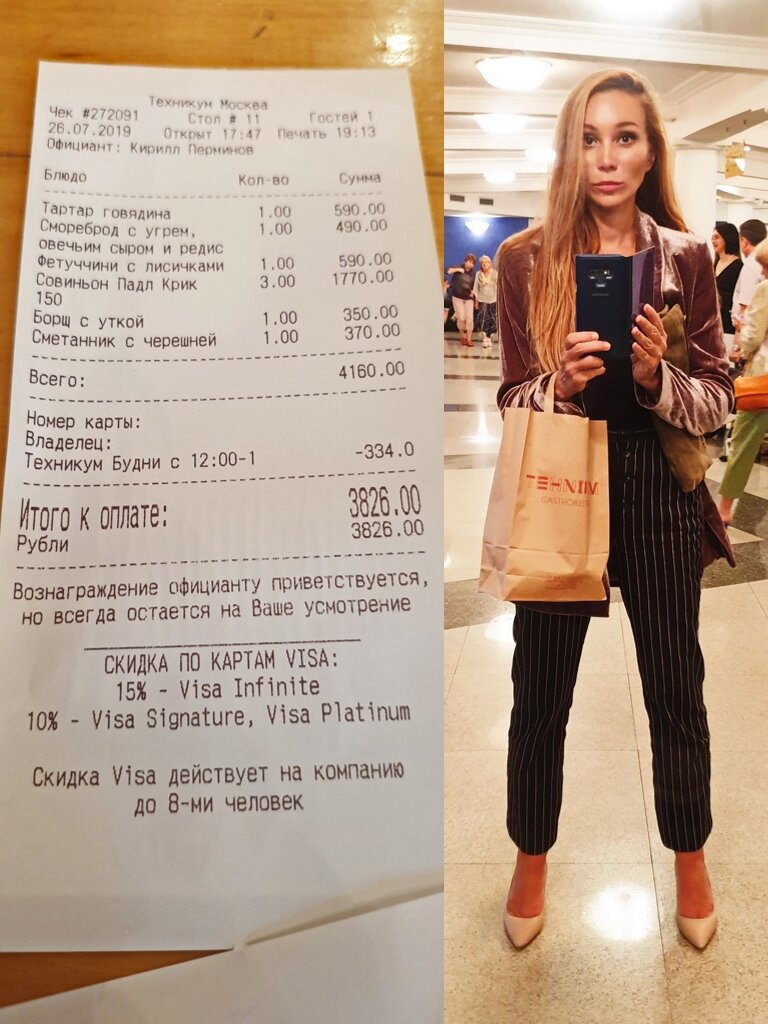 Техникум Москва
Чек #272091 Стол # 11 Гостей 1
26.07.2019 Открыт 17:47 Печать 19:13
Официант: Кирилл Перминов
Блюдо Кол-во Сумма
Тартар говядина 1.00 590.00
Смореброд с угрем, 1.00 490.00
овечьим сыром и редис
Фетуччини с лисичками 1.00 590.00
Совиньон Падл Крик 3.00 1770.00
150
Борщ с уткой 1.00 350.00
Сметанник с черешней 1.00 370.00
Всего: 4160.00
Номер карты:
Владелец:
Техникум Будни с 12:00-1 -334.0
Итого к оплате: 3826.00
Рубли 3826.00
Вознаграждение официанту приветствуется,
но всегда остается на Ваше усмотрение
СКИДКА ПО КАРТАМ VISA:
15% - Visa Infinite
10% - Visa Signature, Visa Platinum
Скидка Visa действует на компанию
до 8-ми человек
SAMSUNG
TEHNIKUM